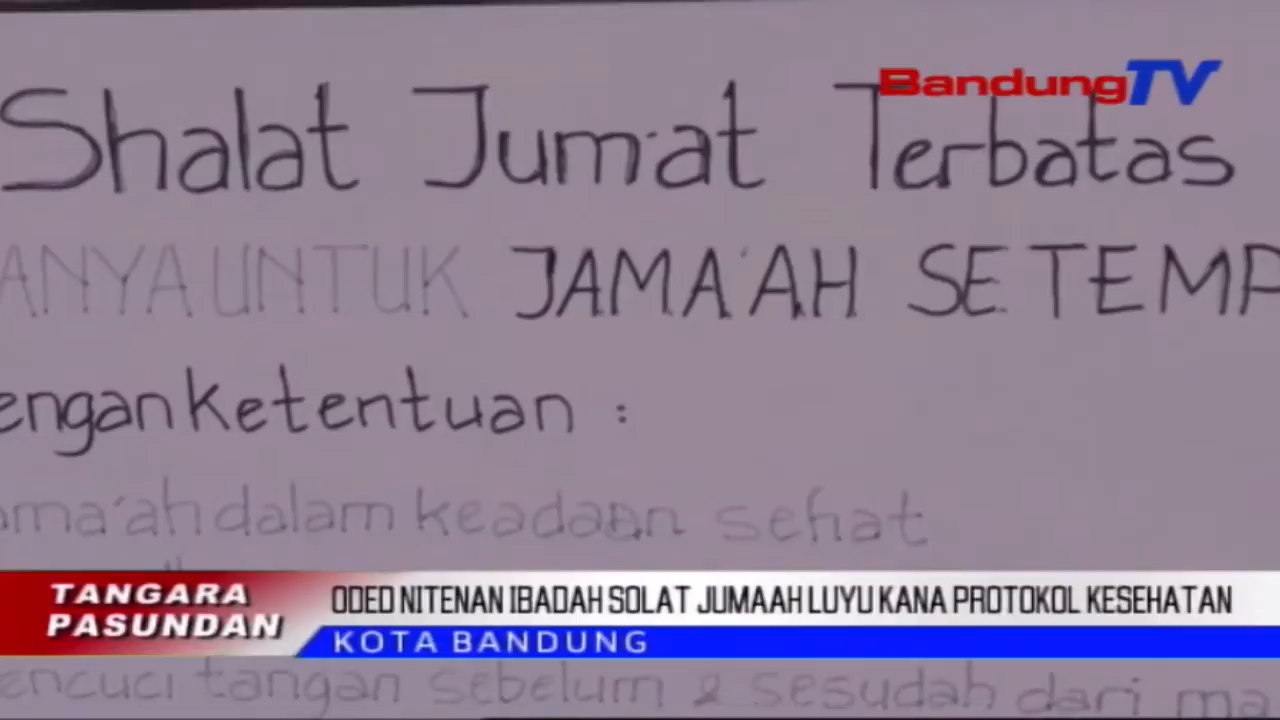 BandungTV
Shalat Jum'at Terbatas
ANYA UNTUK JAMA'AH SETEMP
engan ketentuan :
ama'ah dalam keadaan sehat
TANGARA
PASUNDAN
ODED NITENAN IBADAH SOLAT JUMAAH LUYU KANA PROTOKOL KESEHATAN
KOTA BANDUNG
encuci tangan sebelum & sesudah dari ma